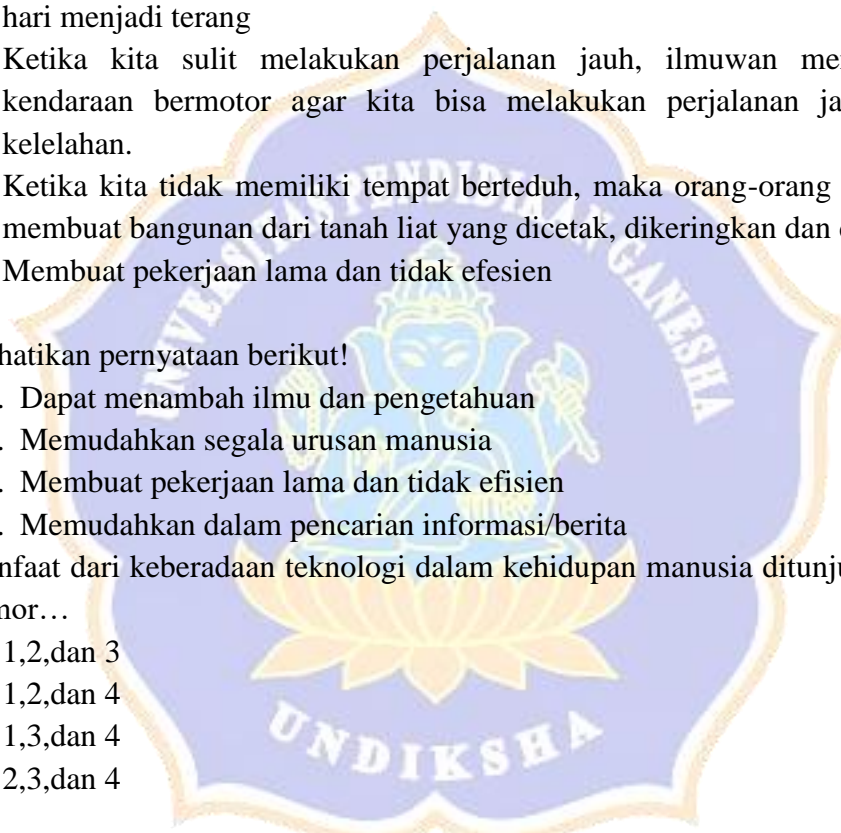 hari menjadi terang
Ketika kita sulit melakukan perjalanan jauh, ilmuwan
kendaraan bermotor agar kita bisa melakukan perjalanan
kelelahan.
Ketika kita tidak memiliki tempat berteduh, maka orang-orang
membuat bangunan dari tanah liat yang dicetak, dikeringkan dan
Membuat pekerjaan lama dan tidak efesien
hatikan pernyataan berikut!
. Dapat menambah ilmu dan pengetahuan
. Memudahkan segala urusan manusia
. Membuat pekerjaan lama dan tidak efisien
. Memudahkan dalam pencarian informasi/berita
nfaat dari keberadaan teknologi dalam kehidupan manusia ditunju
mor…
1,2,dan 3
1,2,dan 4
1,3,dan 4
2,3,dan 4
UNIVERSITAS PENDIDIKAN GANESHA
UNDIKSHA